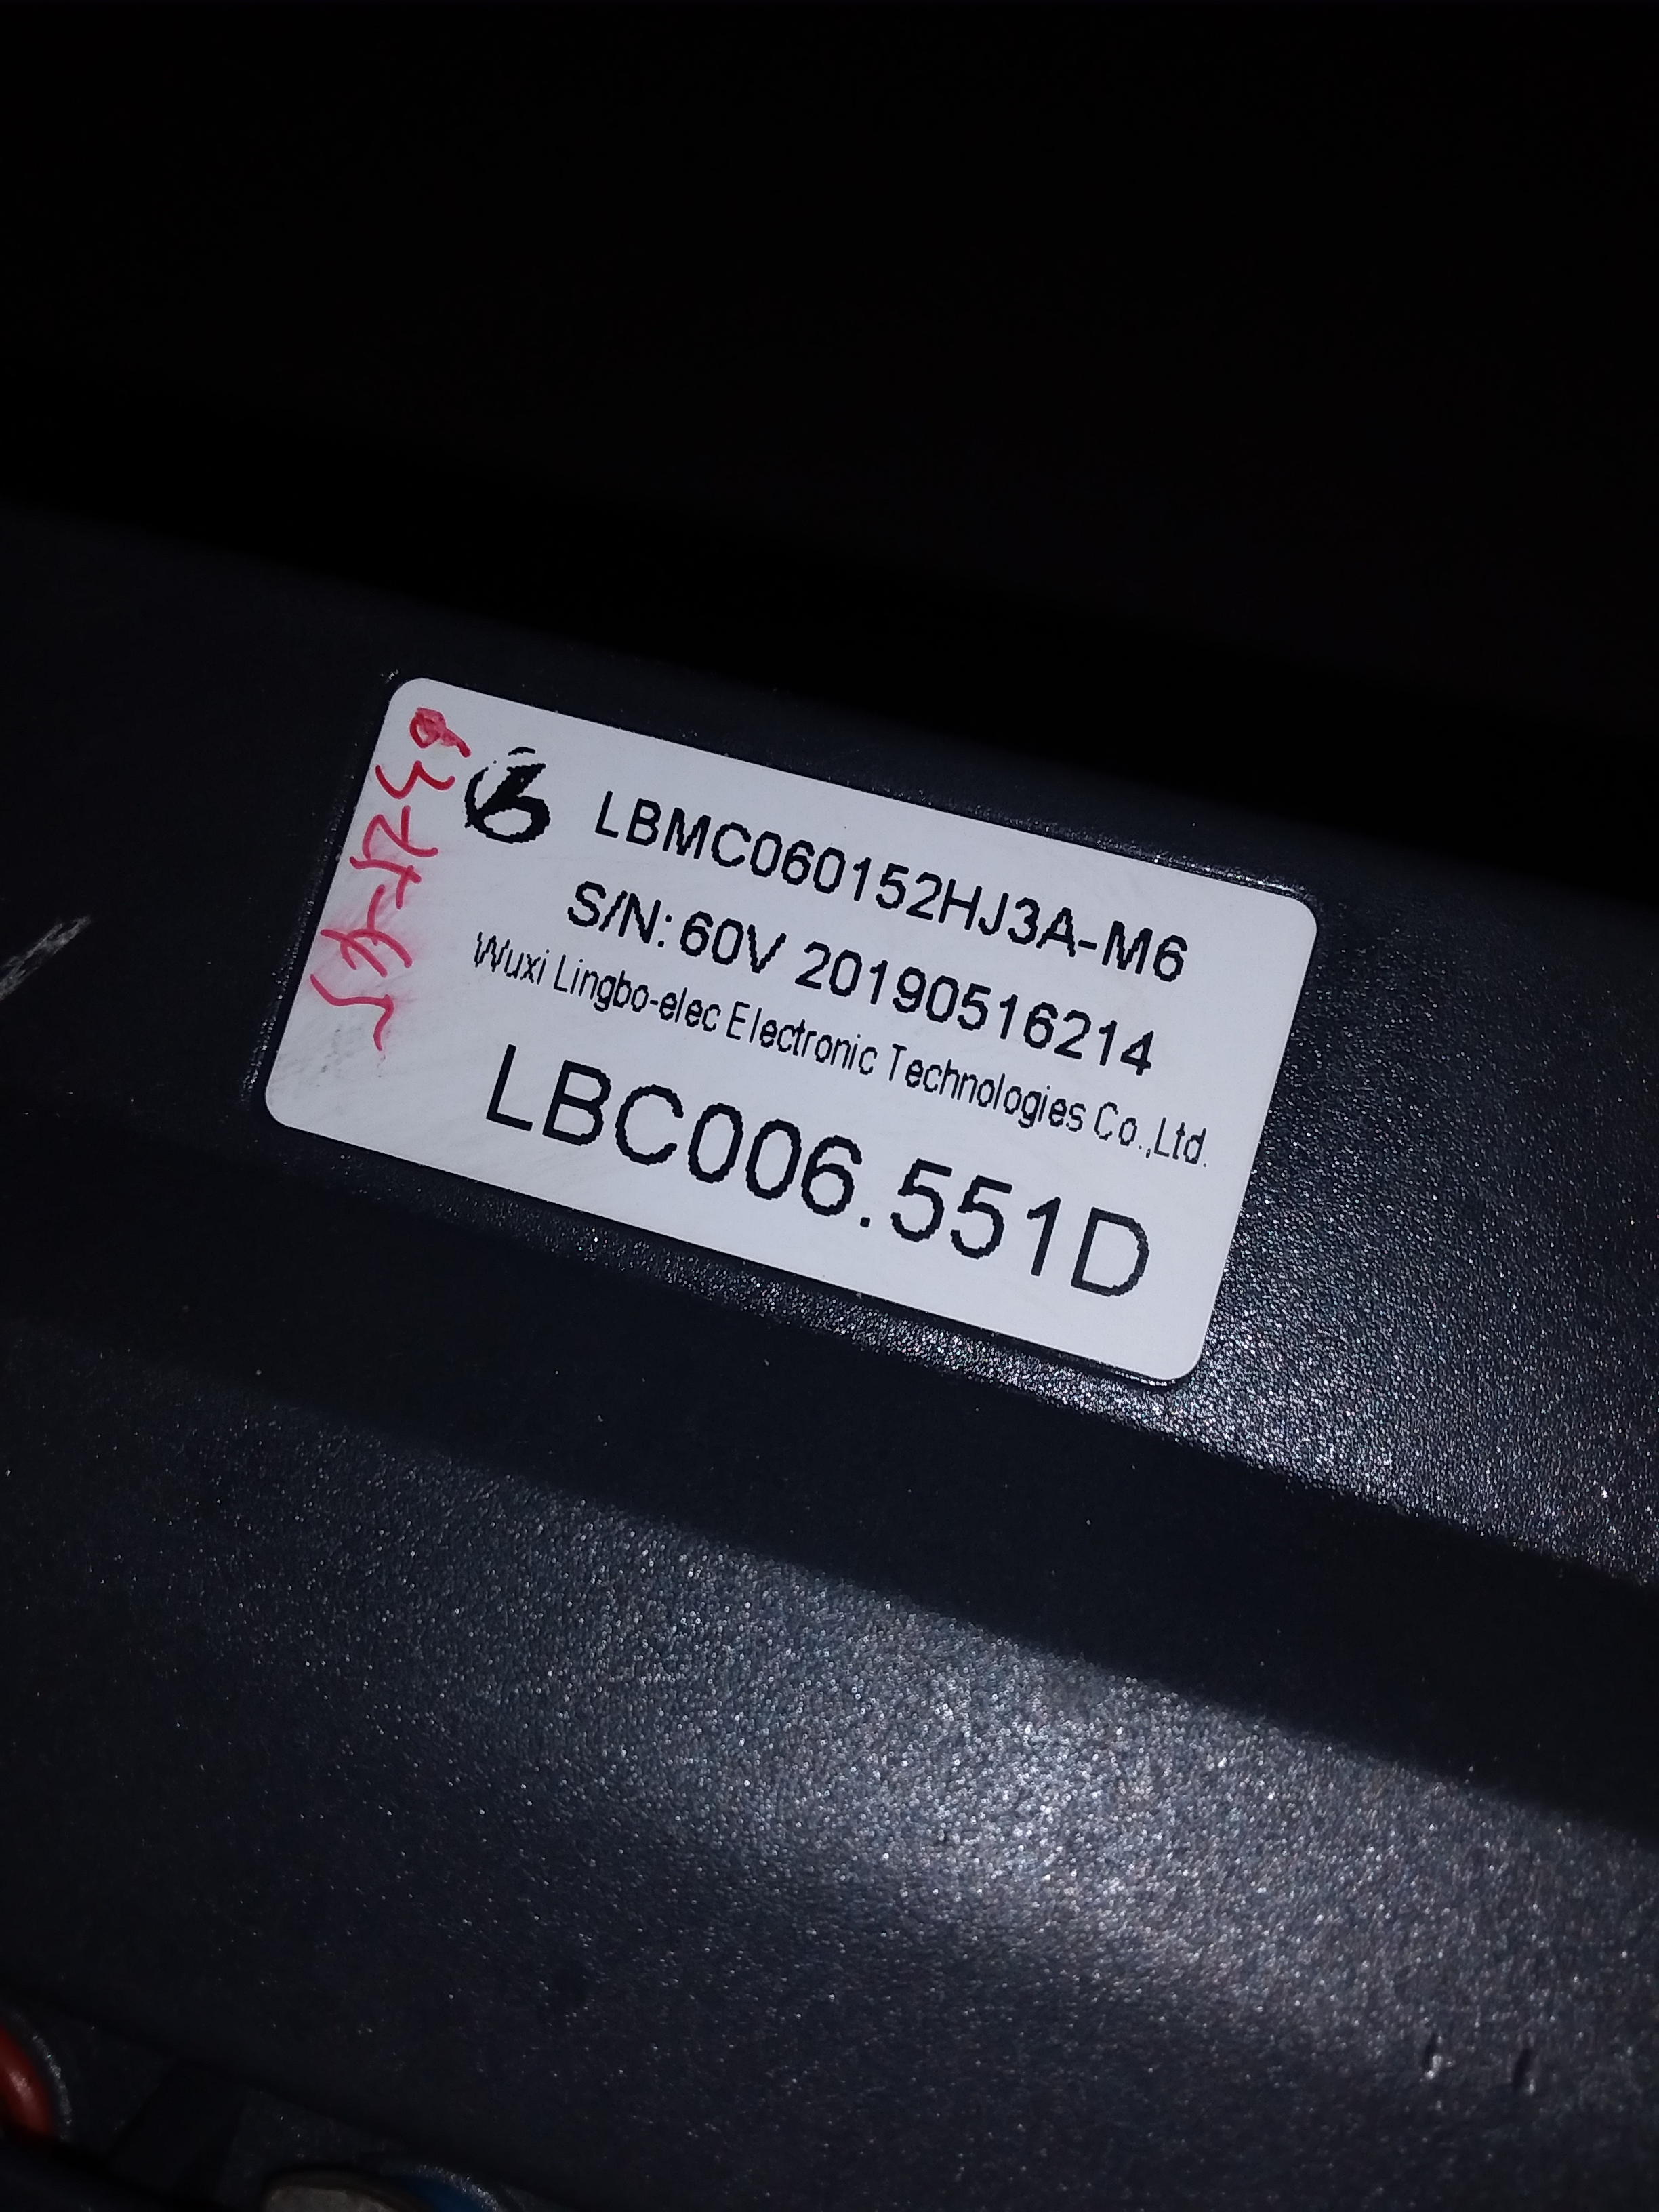 LBMC060152HJ3A-M6
S/N: 60V 20190516214
Wuxi Lingbo-elec Electronic Technologies Co.,Ltd.
LBC006.551D